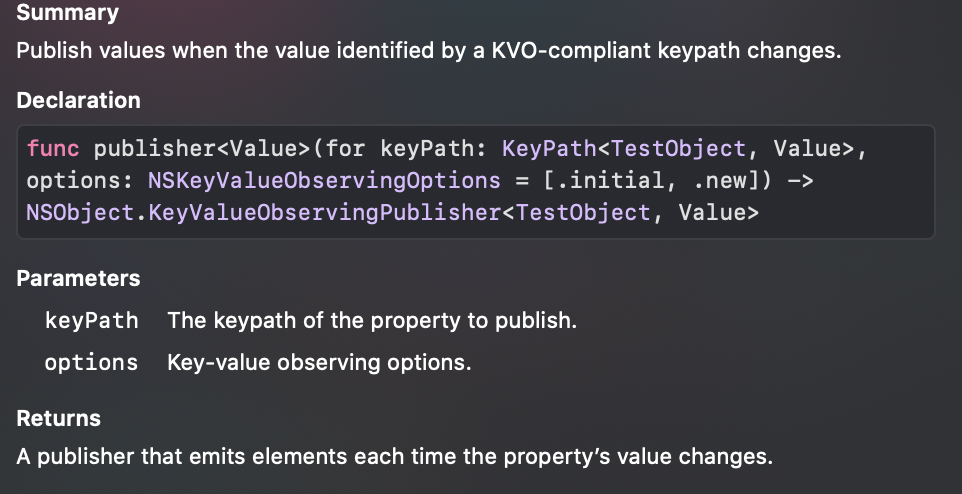 Summary
Publish values when the value identified by a KVO-compliant keypath changes.
Declaration
func publisher<Value>(for keyPath: KeyPath<TestObject, Value>,
options: NSKeyValueObservingOptions = [.initial, .new]) ->
NSObject.KeyValueObservingPublisher<TestObject, Value>
Parameters
keyPath The keypath of the property to publish.
options Key-value observing options.
Returns
A publisher that emits elements each time the property’s value changes.